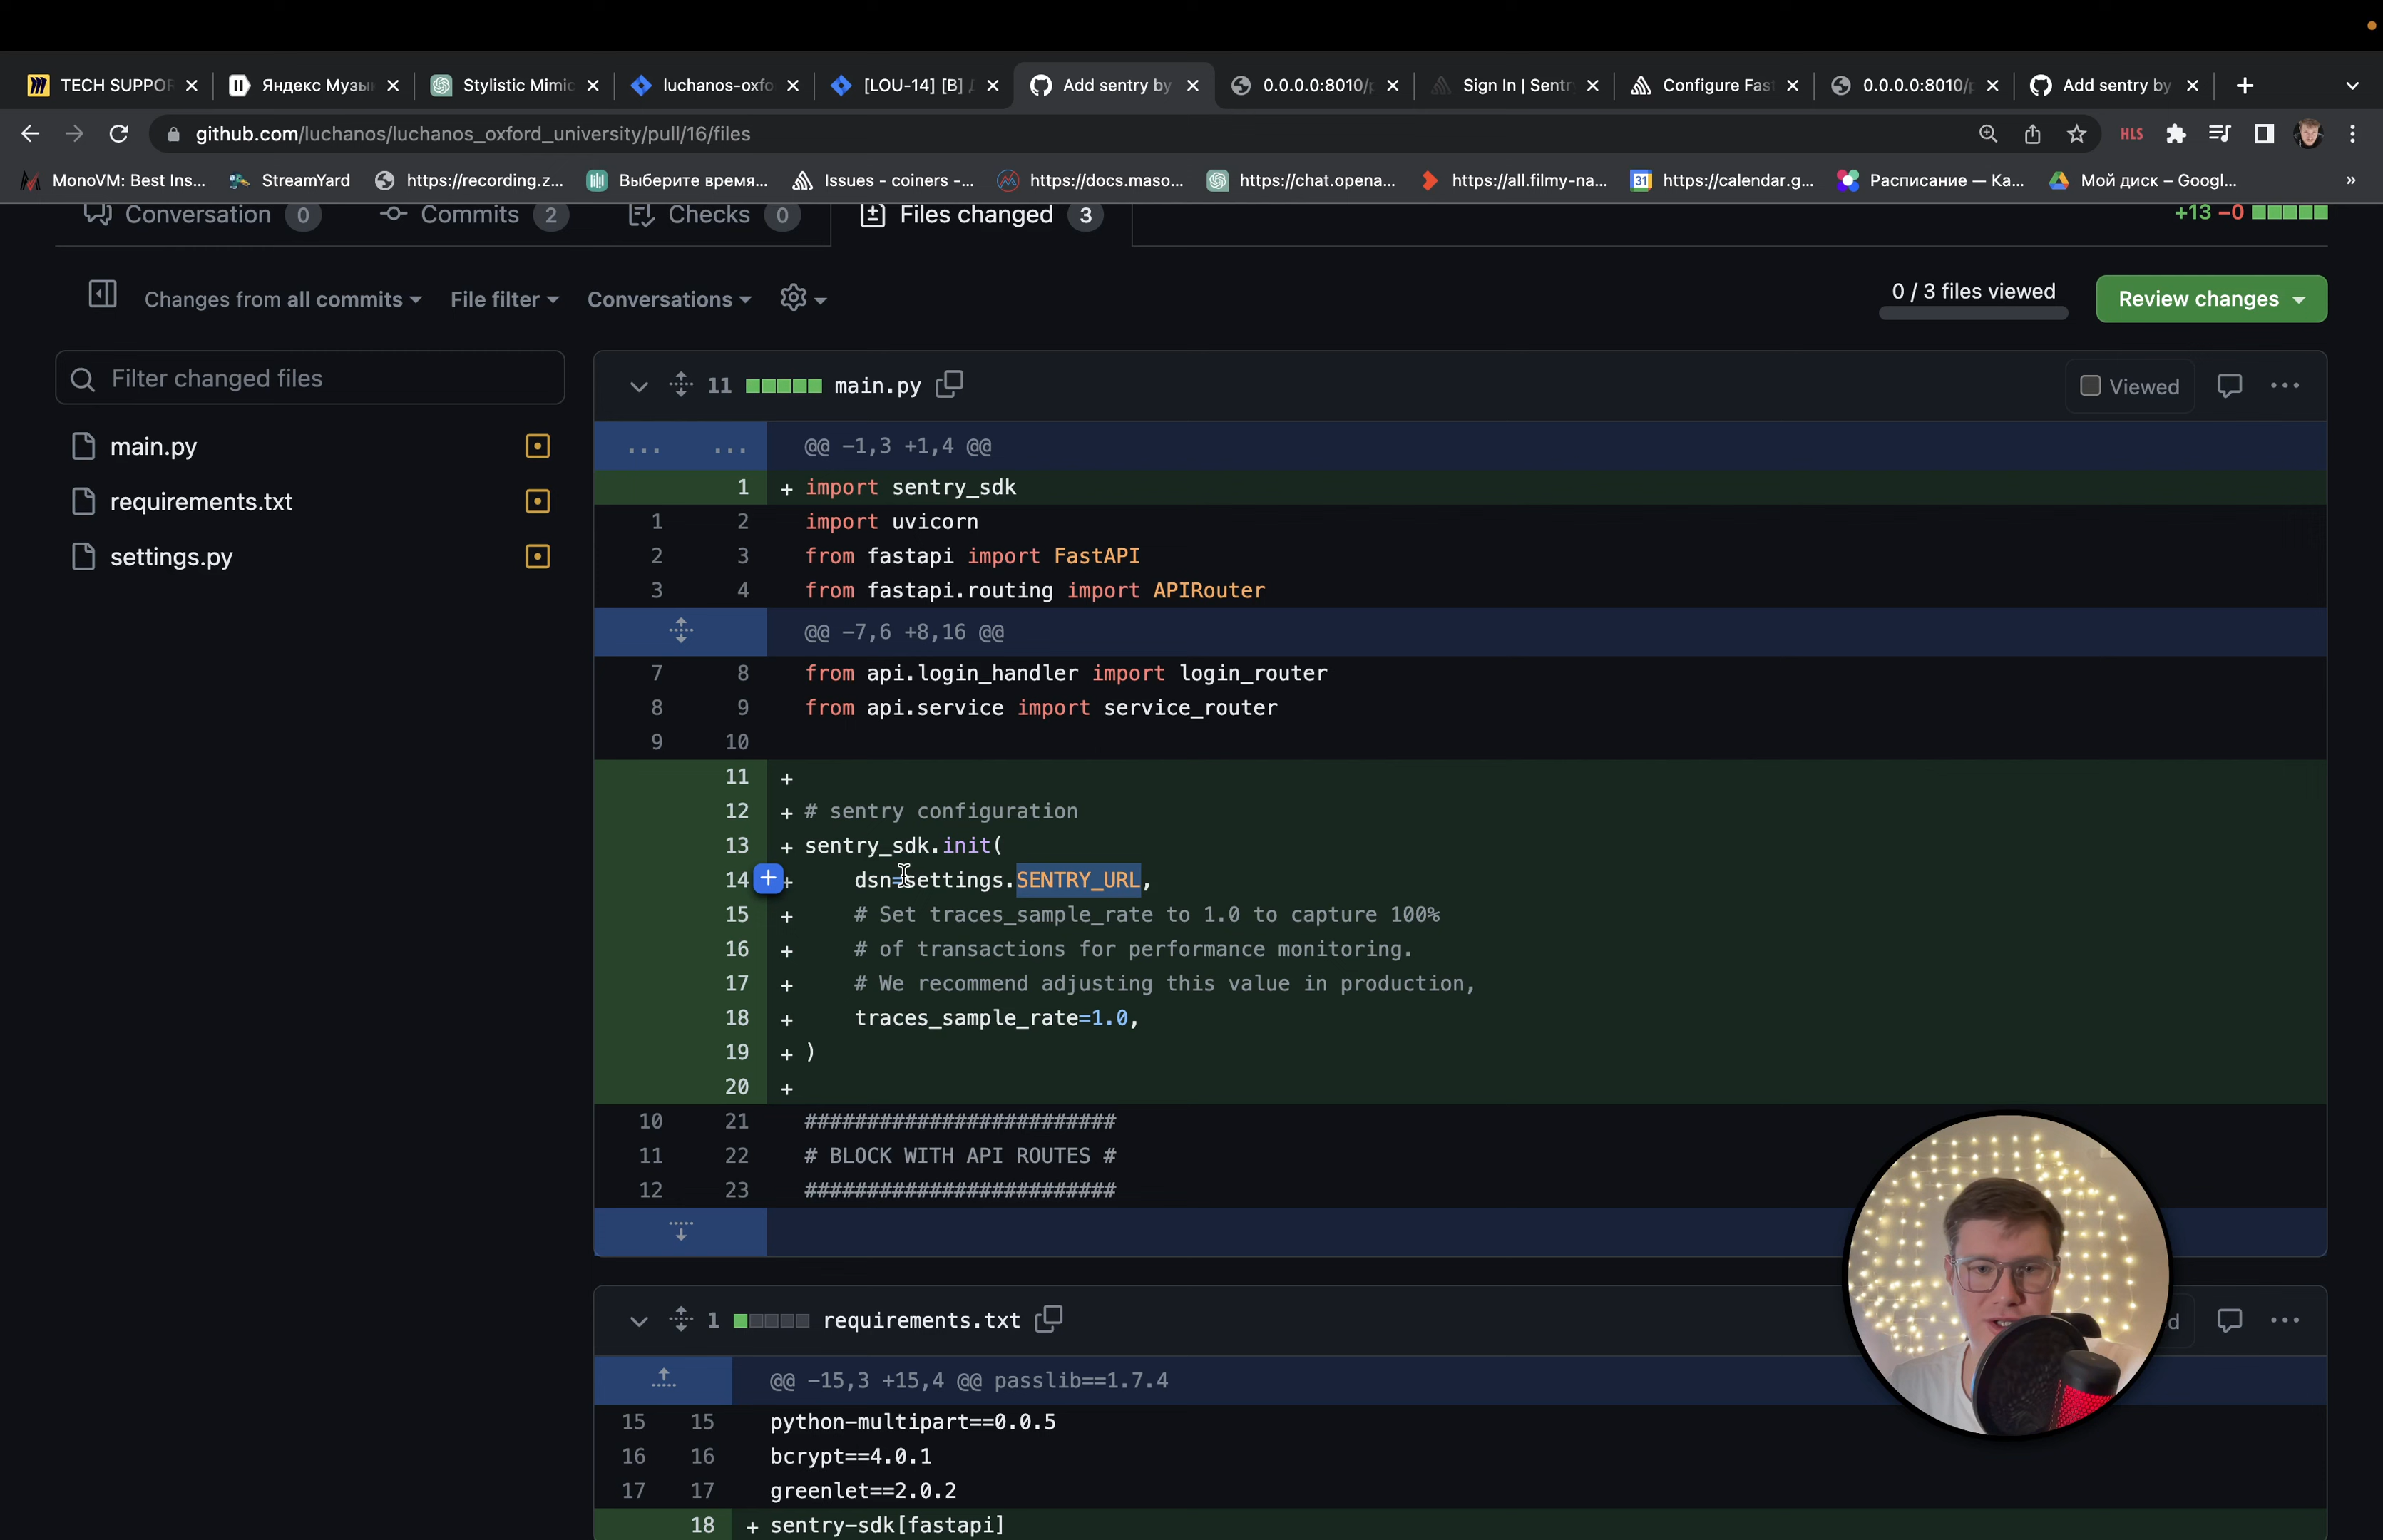 TECH SUPPOR
Яндекс Музык
Stylistic Mimic
luchanos-oxfo
[LOU-14] [B] Д
Add sentry by
0.0.0.0:8010/p
Sign In | Sentr
Configure Fas
0.0.0.0:8010/p
Add sentry by
github.com/luchanos/luchanos_oxford_university/pull/16/files
HLS
MonoVM: Best Ins...
StreamYard
https://recording.z...
Выберите время...
Issues - coiners -...
https://docs.maso...
https://chat.opena...
https://all.filmy-na...
31
https://calendar.g...
Расписание — Ка...
Мой диск – Googl...
»
Conversation 0
Commits 2
Checks 0
Files changed 3
+13 −0
Changes from all commits
File filter
Conversations
0 / 3 files viewed
Review changes
Filter changed files
main.py
requirements.txt
settings.py
11 main.py
Viewed
... ... @@ -1,3 +1,4 @@
1 + import sentry_sdk
1 2 import uvicorn
2 3 from fastapi import FastAPI
3 4 from fastapi.routing import APIRouter
@@ -7,6 +8,16 @@
7 8 from api.login_handler import login_router
8 9 from api.service import service_router
9 10
11 +
12 + # sentry configuration
13 + sentry_sdk.init(
14 + dsn=settings.SENTRY_URL,
15 + # Set traces_sample_rate to 1.0 to capture 100%
16 + # of transactions for performance monitoring.
17 + # We recommend adjusting this value in production,
18 + traces_sample_rate=1.0,
19 + )
20 +
10 21 #########################
11 22 # BLOCK WITH API ROUTES #
12 23 #########################
1 requirements.txt
d
@@ -15,3 +15,4 @@ passlib==1.7.4
15 15 python-multipart==0.0.5
16 16 bcrypt==4.0.1
17 17 greenlet==2.0.2
18 + sentry-sdk[fastapi]